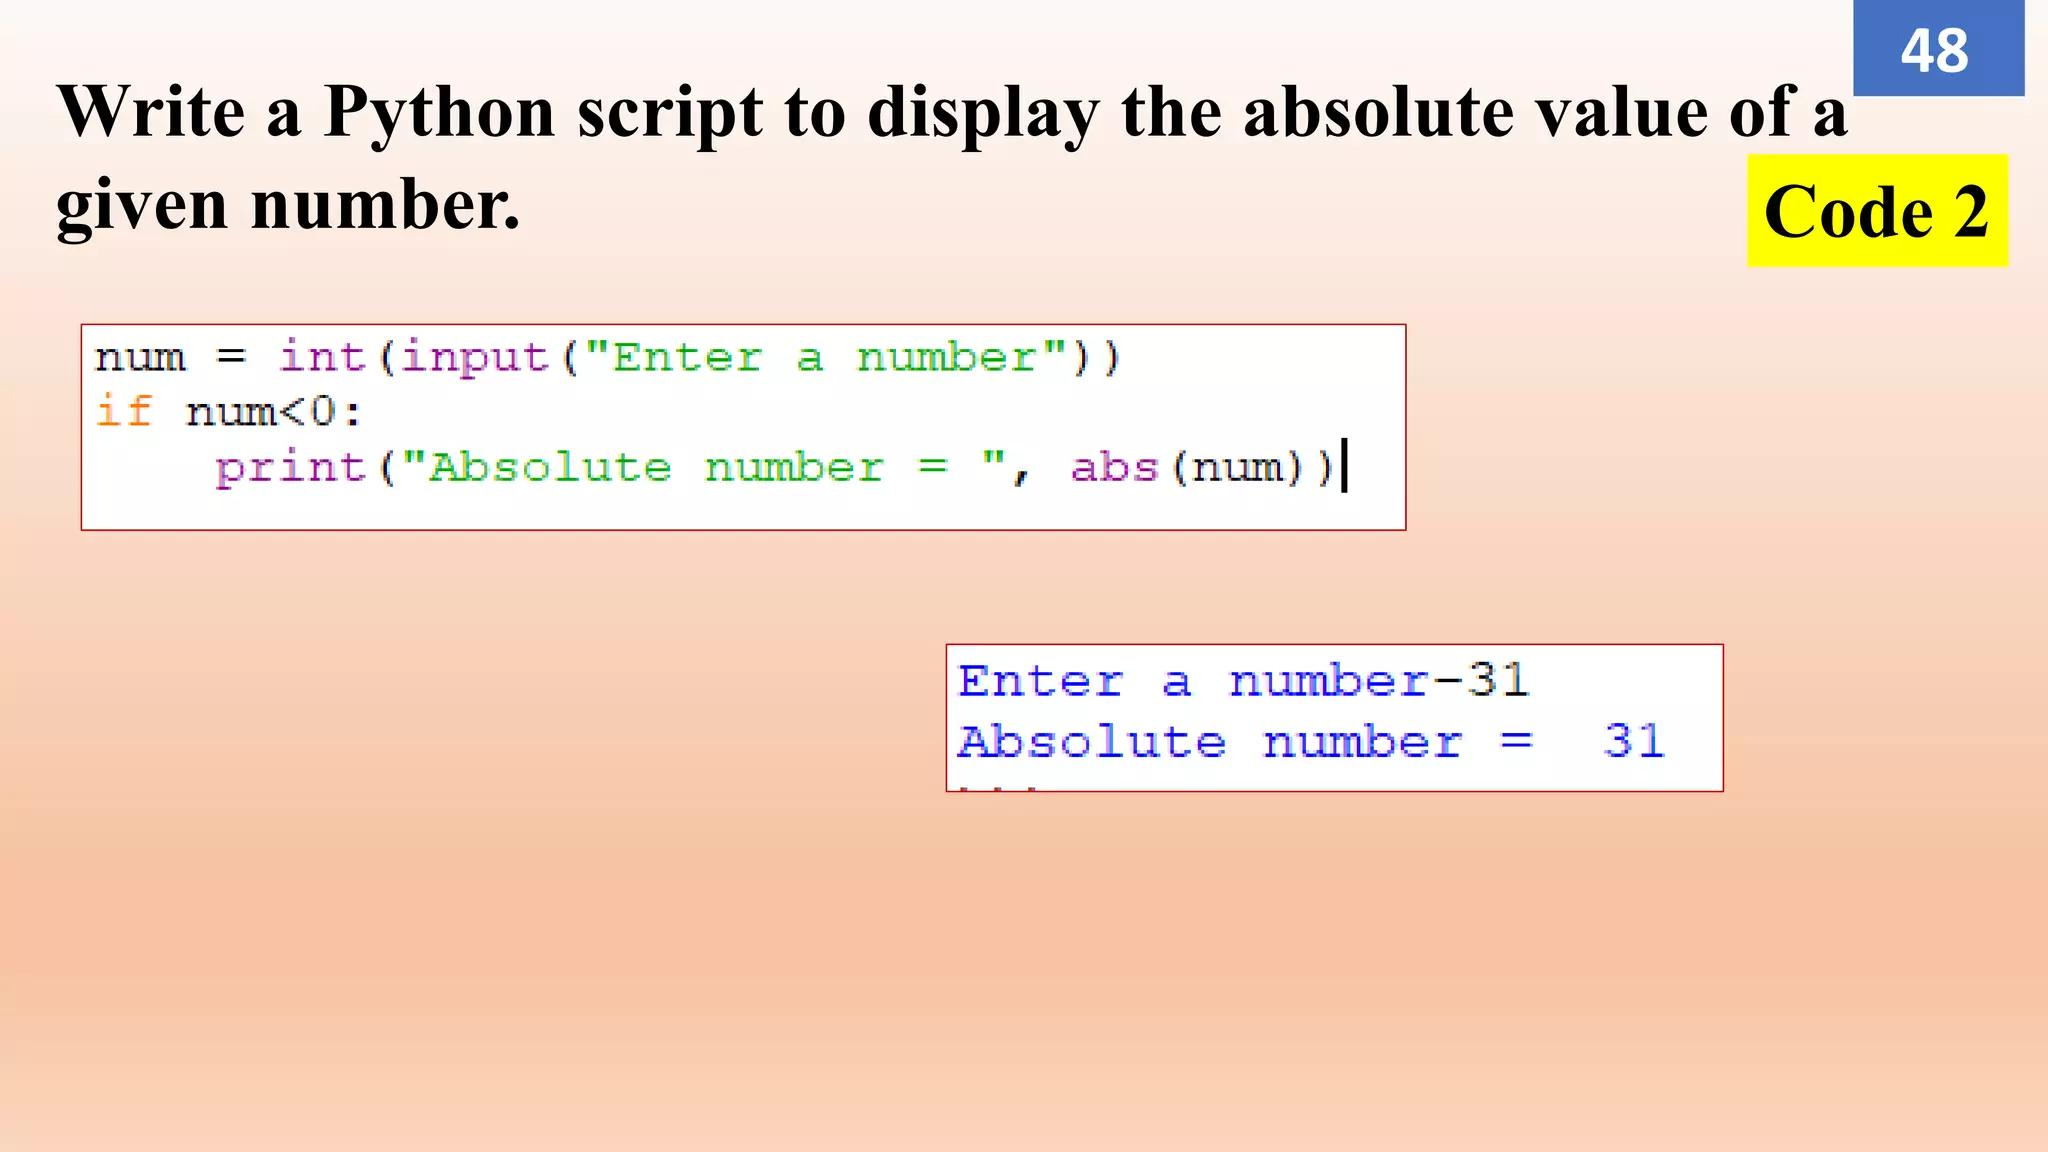 48
Write a Python script to display the absolute value of a
given number.
Code 2
num = int(input("Enter a number"))
if num<0:
    print("Absolute number = ", abs(num))
Enter a number-31
Absolute number =  31